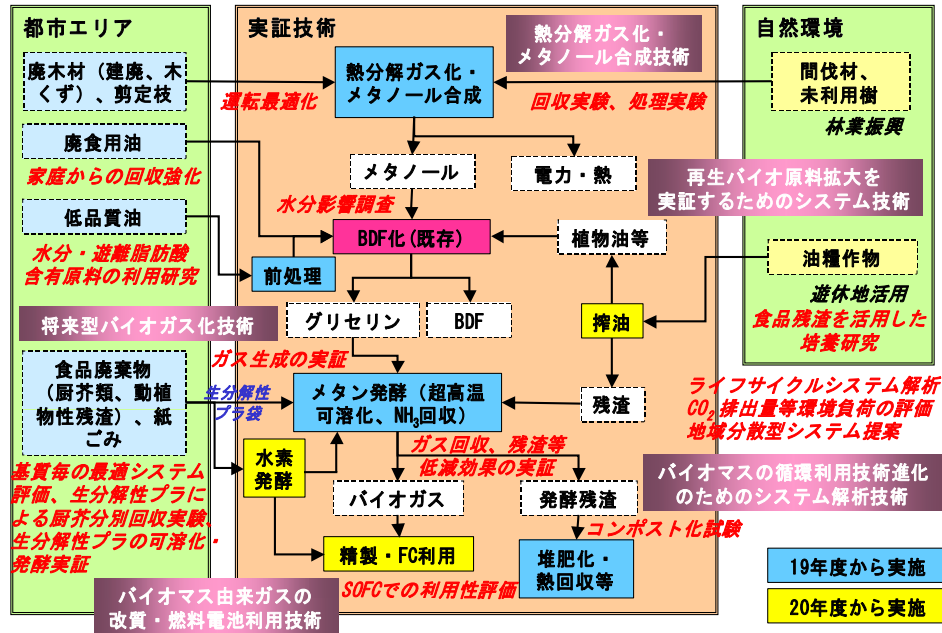 都市エリア
廃木材（建廃、木
くず）、剪定枝
廃食用油
家庭からの回収強化
低品質油
水分・遊離脂肪酸
含有原料の利用研究
将来型バイオガス化技術
食品廃棄物
（厨芥類、動植
物性残渣）、紙
ごみ
基質毎の最適システム
評価、生分解性プラに
よる厨芥分別回収実験、
生分解性プラの可溶化・
発酵実証
バイオマス由来ガスの
改質・燃料電池利用技術
実証技術
熱分解ガス化・
メタノール合成技術
熱分解ガス化・
メタノール合成
運転最適化
回収実験、処理実験
メタノール
電力・熱
水分影響調査
BDF化(既存)
植物油等
前処理
グリセリン
BDF
搾油
ガス生成の実証
生分解性
プラ袋
メタン発酵（超高温
可溶化、NH₃回収）
残渣
ガス回収、残渣等
低減効果の実証
水素
発酵
バイオガス
発酵残渣
コンポスト化試験
精製・FC利用
堆肥化・
熱回収等
SOFCでの利用性評価
自然環境
間伐材、
未利用樹
林業振興
再生バイオ原料拡大を
実証するためのシステム技術
油糧作物
遊休地活用
食品残渣を活用した
培養研究
ライフサイクルシステム解析
CO₂排出量等環境負荷の評価
地域分散型システム提案
バイオマスの循環利用技術進化
のためのシステム解析技術
19年度から実施
20年度から実施